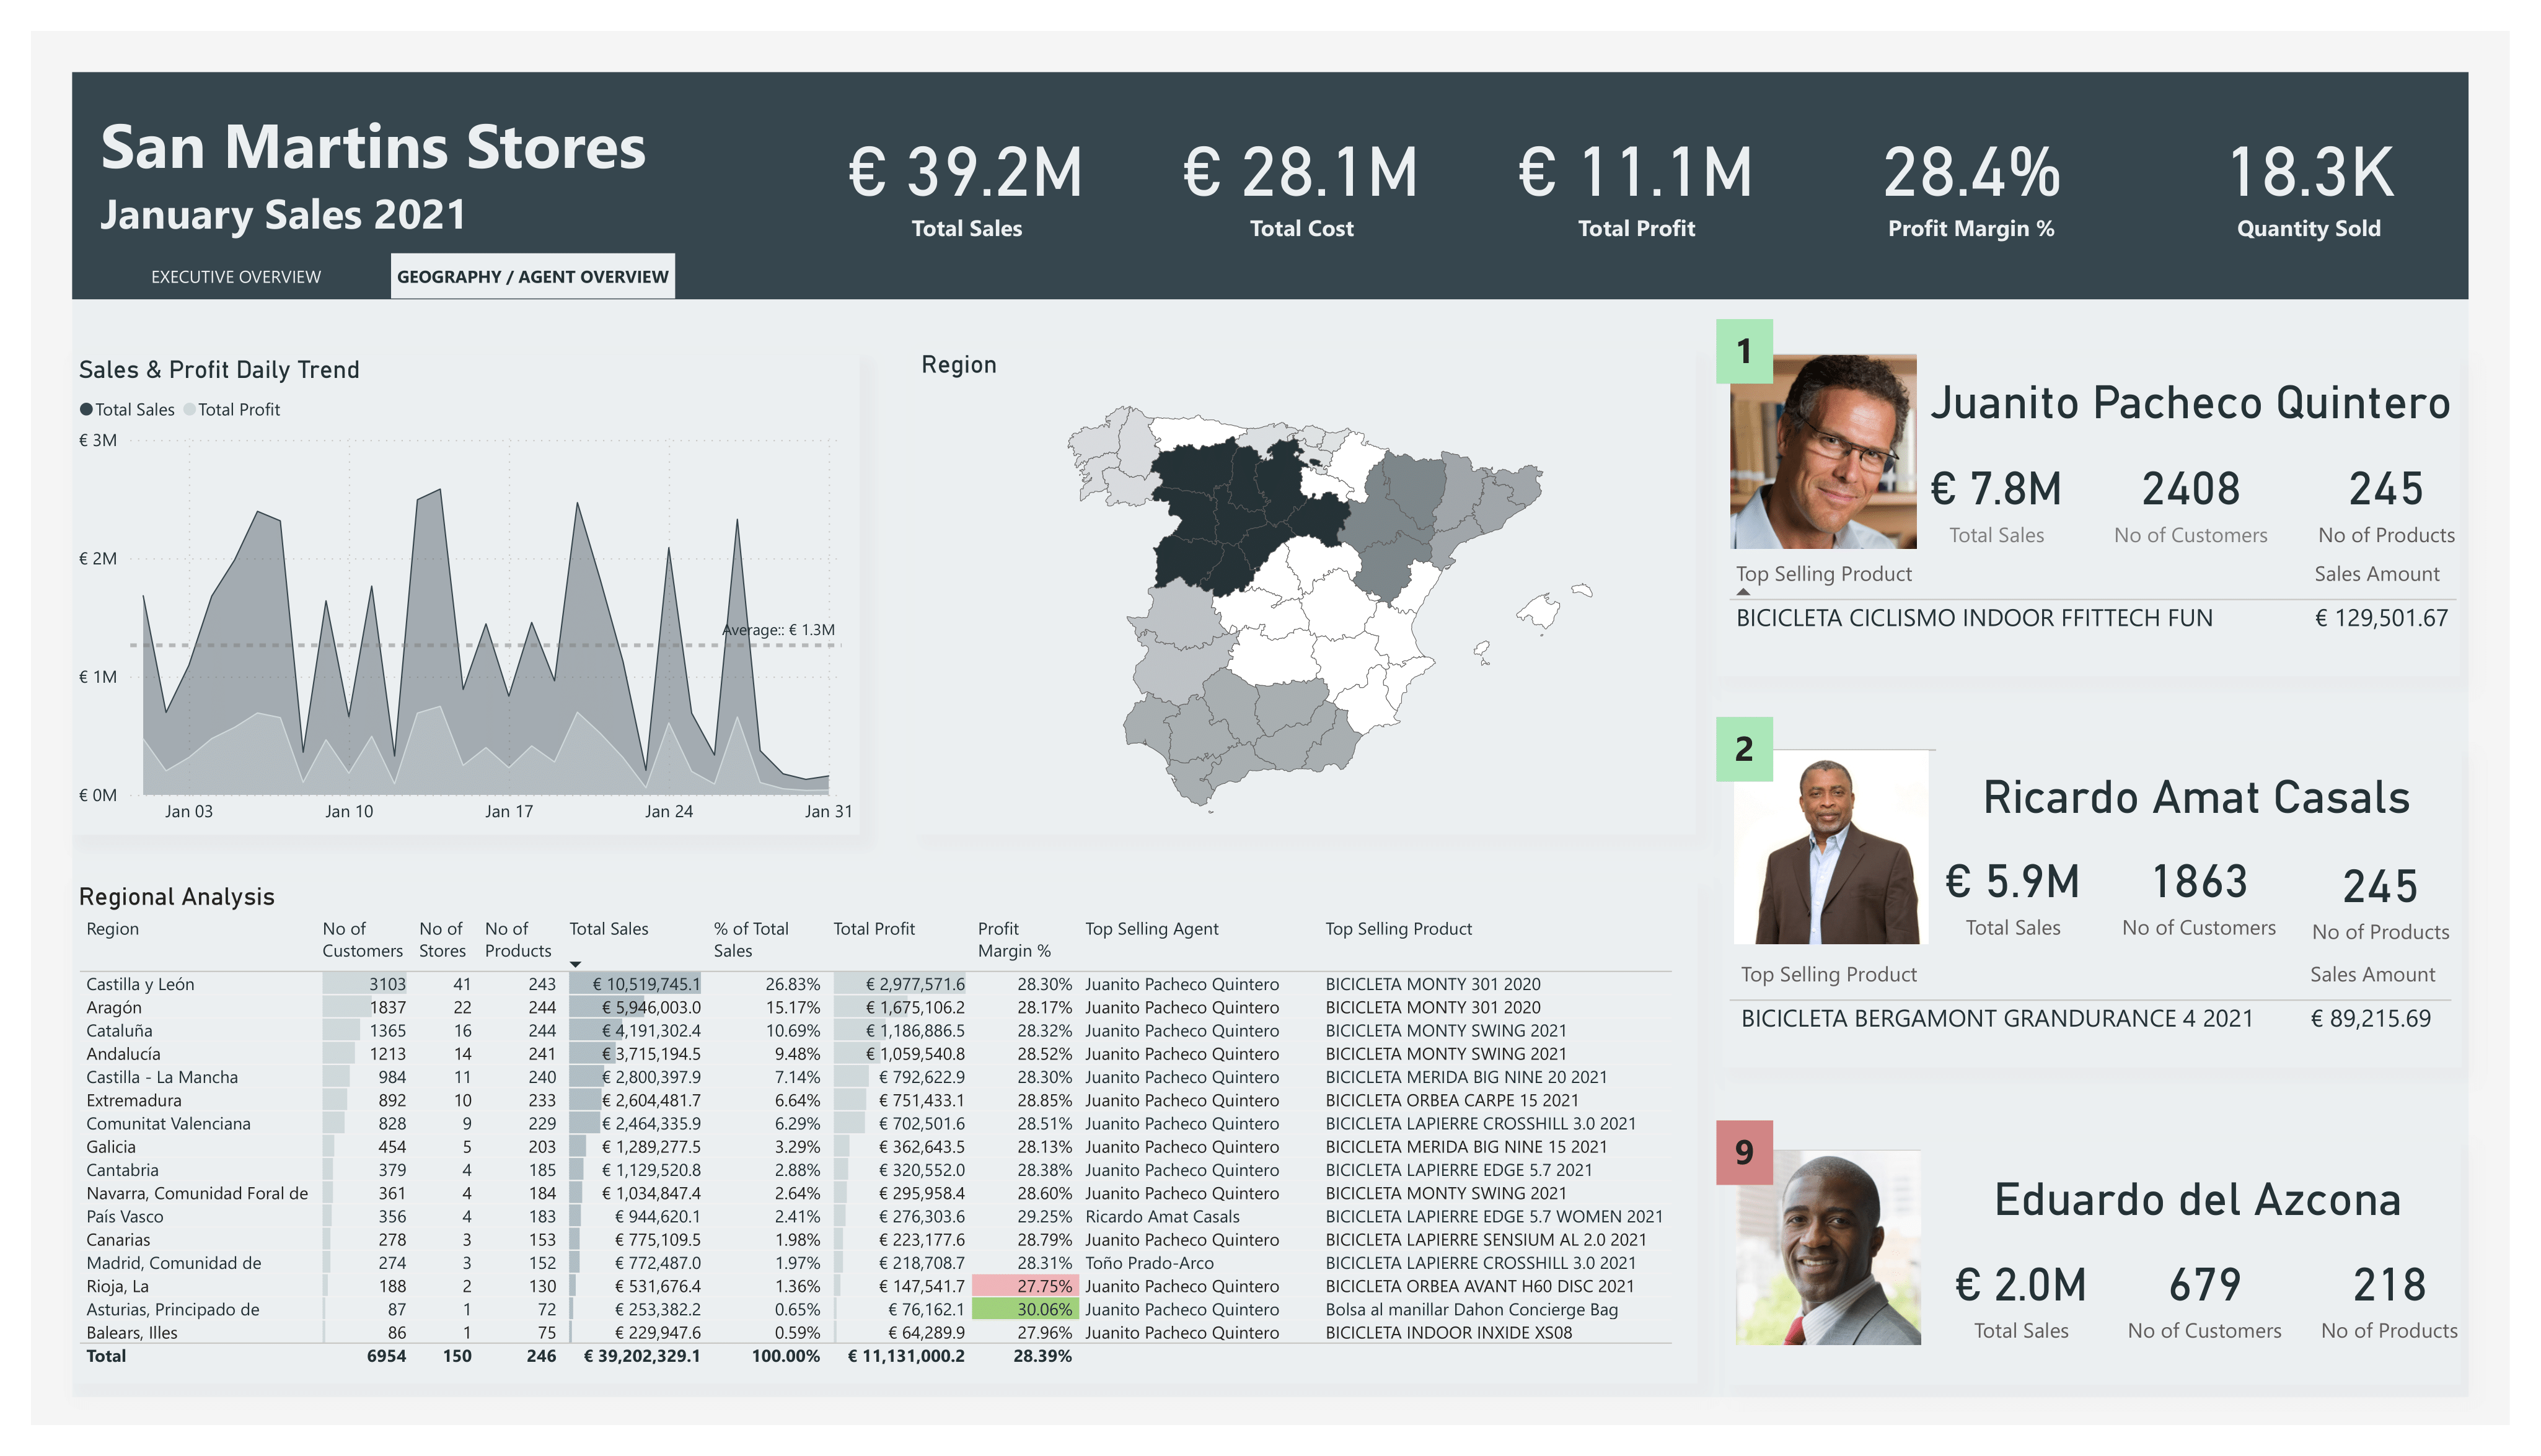 San Martins Stores
January Sales 2021
EXECUTIVE OVERVIEW
GEOGRAPHY / AGENT OVERVIEW
€ 39.2M
Total Sales
€ 28.1M
Total Cost
€ 11.1M
Total Profit
28.4%
Profit Margin %
18.3K
Quantity Sold
Sales & Profit Daily Trend
Total Sales Total Profit
€ 3M
€ 2M
Average:: € 1.3M
€ 1M
€ 0M
Jan 03 Jan 10 Jan 17 Jan 24 Jan 31
Region
Regional Analysis
Region No of Customers No of Stores No of Products Total Sales % of Total Sales Total Profit Profit Margin % Top Selling Agent Top Selling Product
Castilla y León 3103 41 243 € 10,519,745.1 26.83% € 2,977,571.6 28.30% Juanito Pacheco Quintero BICICLETA MONTY 301 2020
Aragón 1837 22 244 € 5,946,003.0 15.17% € 1,675,106.2 28.17% Juanito Pacheco Quintero BICICLETA MONTY 301 2020
Cataluña 1365 16 244 € 4,191,302.4 10.69% € 1,186,886.5 28.32% Juanito Pacheco Quintero BICICLETA MONTY SWING 2021
Andalucía 1213 14 241 € 3,715,194.5 9.48% € 1,059,540.8 28.52% Juanito Pacheco Quintero BICICLETA MONTY SWING 2021
Castilla - La Mancha 984 11 240 € 2,800,397.9 7.14% € 792,622.9 28.30% Juanito Pacheco Quintero BICICLETA MERIDA BIG NINE 20 2021
Extremadura 892 10 233 € 2,604,481.7 6.64% € 751,433.1 28.85% Juanito Pacheco Quintero BICICLETA ORBEA CARPE 15 2021
Comunitat Valenciana 828 9 229 € 2,464,335.9 6.29% € 702,501.6 28.51% Juanito Pacheco Quintero BICICLETA LAPIERRE CROSSHILL 3.0 2021
Galicia 454 5 203 € 1,289,277.5 3.29% € 362,643.5 28.13% Juanito Pacheco Quintero BICICLETA MERIDA BIG NINE 15 2021
Cantabria 379 4 185 € 1,129,520.8 2.88% € 320,552.0 28.38% Juanito Pacheco Quintero BICICLETA LAPIERRE EDGE 5.7 2021
Navarra, Comunidad Foral de 361 4 184 € 1,034,847.4 2.64% € 295,958.4 28.60% Juanito Pacheco Quintero BICICLETA MONTY SWING 2021
País Vasco 356 4 183 € 944,620.1 2.41% € 276,303.6 29.25% Ricardo Amat Casals BICICLETA LAPIERRE EDGE 5.7 WOMEN 2021
Canarias 278 3 153 € 775,109.5 1.98% € 223,177.6 28.79% Juanito Pacheco Quintero BICICLETA LAPIERRE SENSIUM AL 2.0 2021
Madrid, Comunidad de 274 3 152 € 772,487.0 1.97% € 218,708.7 28.31% Toño Prado-Arco BICICLETA LAPIERRE CROSSHILL 3.0 2021
Rioja, La 188 2 130 € 531,676.4 1.36% € 147,541.7 27.75% Juanito Pacheco Quintero BICICLETA ORBEA AVANT H60 DISC 2021
Asturias, Principado de 87 1 72 € 253,382.2 0.65% € 76,162.1 30.06% Juanito Pacheco Quintero Bolsa al manillar Dahon Concierge Bag
Balears, Illes 86 1 75 € 229,947.6 0.59% € 64,289.9 27.96% Juanito Pacheco Quintero BICICLETA INDOOR INXIDE XS08
Total 6954 150 246 € 39,202,329.1 100.00% € 11,131,000.2 28.39%
1
Juanito Pacheco Quintero
€ 7.8M 2408 245
Total Sales No of Customers No of Products
Top Selling Product Sales Amount
BICICLETA CICLISMO INDOOR FFITTECH FUN € 129,501.67
2
Ricardo Amat Casals
€ 5.9M 1863 245
Total Sales No of Customers No of Products
Top Selling Product Sales Amount
BICICLETA BERGAMONT GRANDURANCE 4 2021 € 89,215.69
9
Eduardo del Azcona
€ 2.0M 679 218
Total Sales No of Customers No of Products